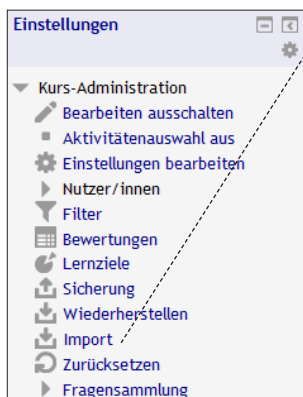 Einstellungen
Kurs-Administration
Bearbeiten ausschalten
Aktivitätenauswahl aus
Einstellungen bearbeiten
Nutzer/innen
Filter
Bewertungen
Lernziele
Sicherung
Wiederherstellen
Import
Zurücksetzen
Fragensammlung